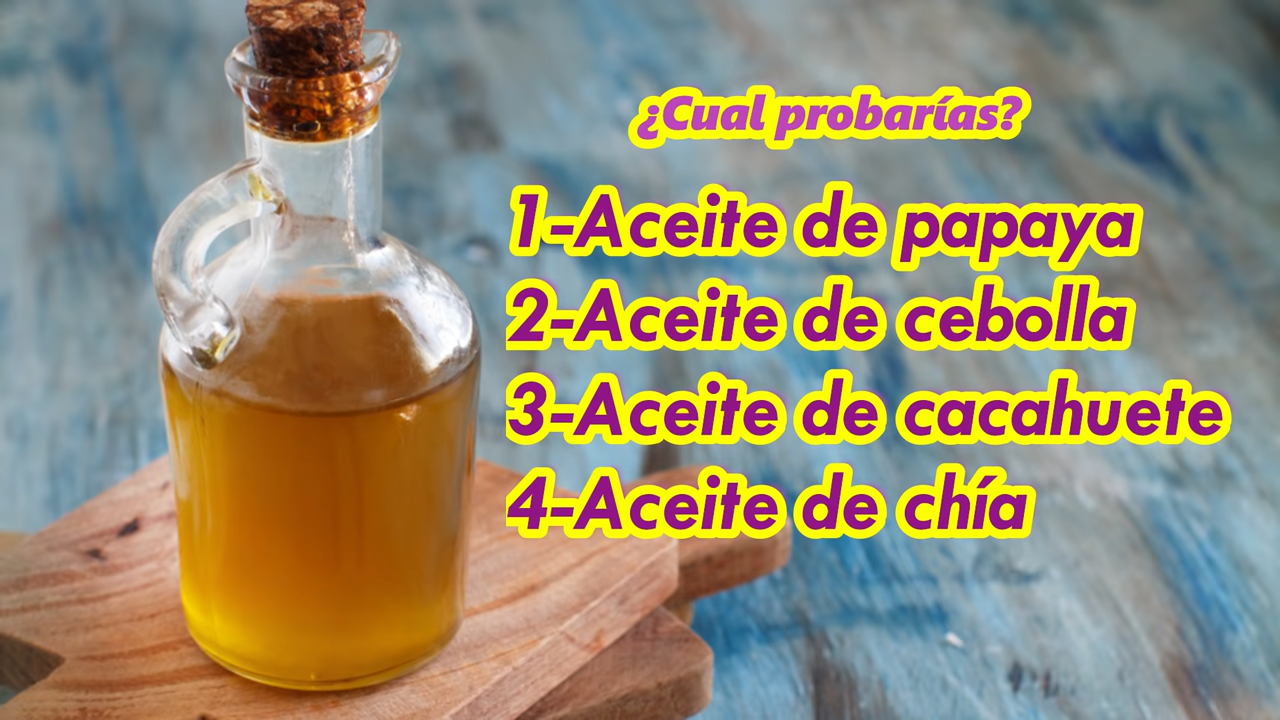 ¿Cual probarías?
1-Aceite de papaya
2-Aceite de cebolla
3-Aceite de cacahuete
4-Aceite de chía